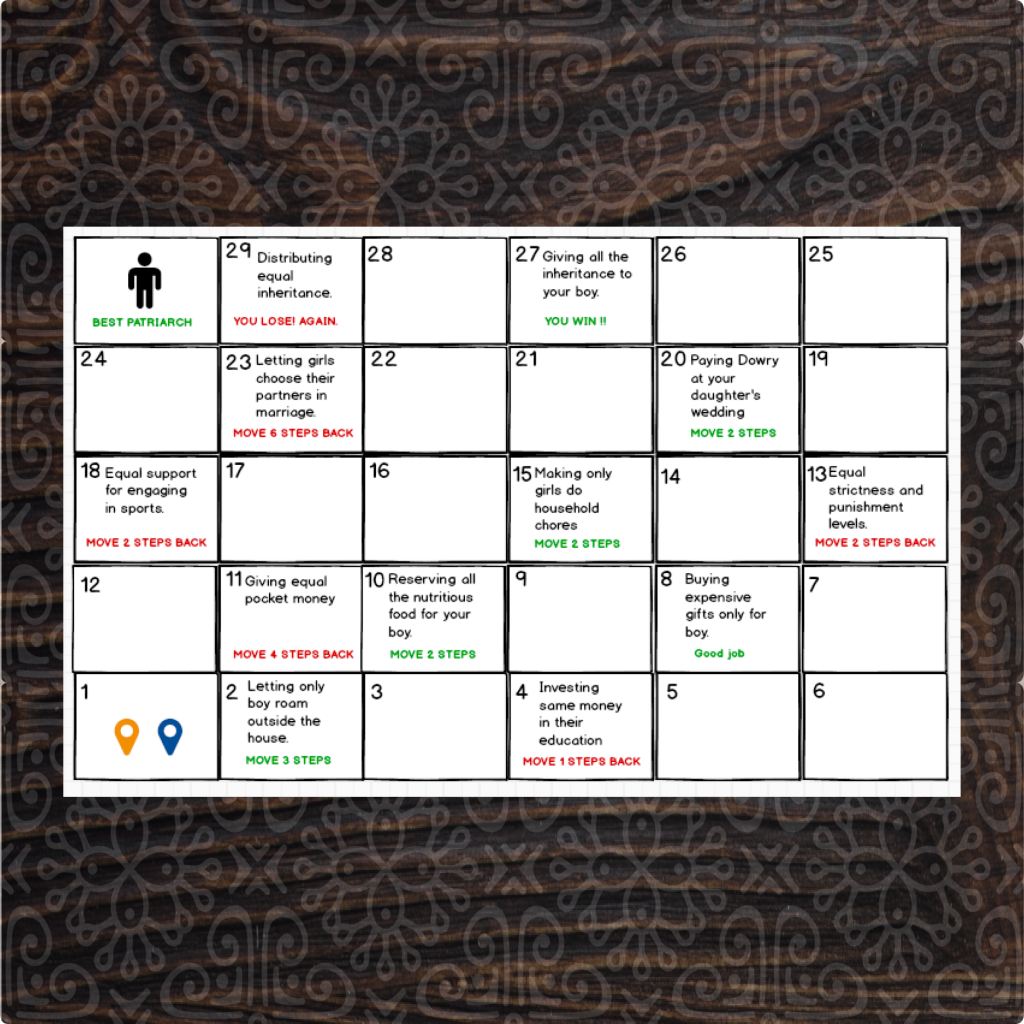 BEST PATRIARCH
29 Distributing
equal
inheritance.
YOU LOSE! AGAIN.
28
27 Giving all the
inheritance to
your boy.
YOU WIN !!
26
25
24
23 Letting girls
choose their
partners in
marriage.
MOVE 6 STEPS BACK
22
21
20 Paying Dowry
at your
daughter's
wedding
MOVE 2 STEPS
19
18 Equal support
for engaging
in sports.
MOVE 2 STEPS BACK
17
16
15 Making only
girls do
household
chores
MOVE 2 STEPS
14
13 Equal
strictness and
punishment
levels.
MOVE 2 STEPS BACK
12
11 Giving equal
pocket money
MOVE 4 STEPS BACK
10 Reserving all
the nutritious
food for your
boy.
MOVE 2 STEPS
9
8 Buying
expensive
gifts only for
boy.
Good job
7
1
2 Letting only
boy roam
outside the
house.
MOVE 3 STEPS
3
4 Investing
same money
in their
education
MOVE 1 STEPS BACK
5
6